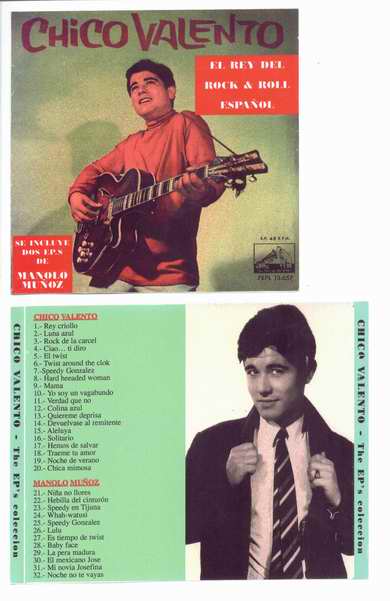 CHICO VALENTO
EL REY DEL
ROCK & ROLL
ESPAÑOL
SE INCLUYE
DOS EP.S
DE
MANOLO
MUÑOZ
E.P. 45 R.P.M.
7EPL 13.657
CHICO VALENTO - The EP's coleccion
CHICO VALENTO
1.- Rey criollo
2.- Luna azul
3.- Rock de la carcel
4.- Ciao... ti diro
5.- El twist
6.- Twist around the clok
7.-Speedy Gonzalez
8.- Hard heeaded woman
9.- Mama
10.- Yo soy un vagabundo
11.- Verdad que no
12.- Colina azul
13.- Quiereme deprisa
14.- Devuelvase al remitente
15.- Aleluya
16.- Solitario
17.- Hemos de salvar
18.- Traeme tu amor
19.- Noche de verano
20.- Chica mimosa
MANOLO MUÑOZ
21.- Niña no llores
22.- Hebilla del cinturón
23.- Speedy en Tijuna
24.- Whah-watusi
25.- Speedy Gonzalez
26.- Lulu
27.- Es tiempo de twist
28.- Baby face
29.- La pera madura
30.- El mexicano Jose
31.- Mi novia Josefina
32.- Noche no te vayas
CHICO VALENTO - The EP's coleccion